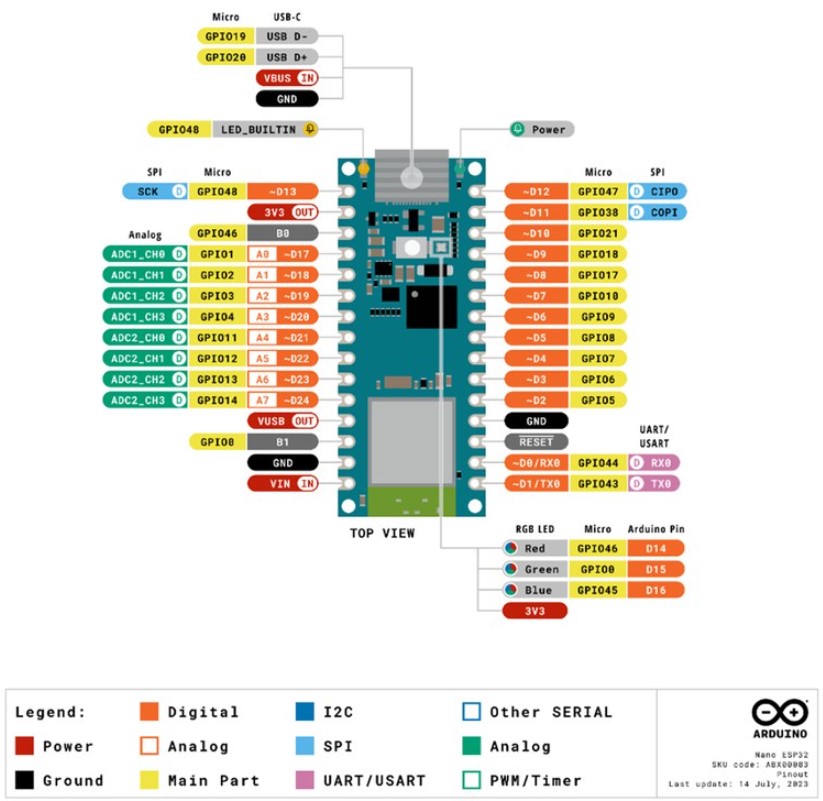 Micro USB-C
GPIO19 USB D-
GPIO20 USB D+
VBUS IN
GND
GPIO48 LED_BUILTIN
Power
SPI Micro
SCK D GPIO48 ~D13
3V3 OUT
GPIO46 B0
Analog
ADC1_CH0 D GPIO1 A0 ~D17
ADC1_CH1 D GPIO2 A1 ~D18
ADC1_CH2 D GPIO3 A2 ~D19
ADC1_CH3 D GPIO4 A3 ~D20
ADC2_CH0 D GPIO11 A4 ~D21
ADC2_CH1 D GPIO12 A5 ~D22
ADC2_CH2 D GPIO13 A6 ~D23
ADC2_CH3 D GPIO14 A7 ~D24
VUSB OUT
GPIO0 B1
GND
VIN IN
Micro SPI
~D12 GPIO47 D CIPO
~D11 GPIO38 D COPI
~D10 GPIO21
~D9 GPIO18
~D8 GPIO17
~D7 GPIO10
~D6 GPIO9
~D5 GPIO8
~D4 GPIO7
~D3 GPIO6
~D2 GPIO5
GND
RESET
UART/
USART
~D0/RX0 GPIO44 D RX0
~D1/TX0 GPIO43 D TX0
TOP VIEW
RGB LED Micro Arduino Pin
Red GPIO46 D14
Green GPIO0 D15
Blue GPIO45 D16
3V3
Legend:
Power
Ground
Digital
Analog
Main Part
I2C
SPI
UART/USART
Other SERIAL
Analog
PWM/Timer
ARDUINO
Nano ESP32
SKU code: ABX00083
Pinout
Last update: 14 July, 2023